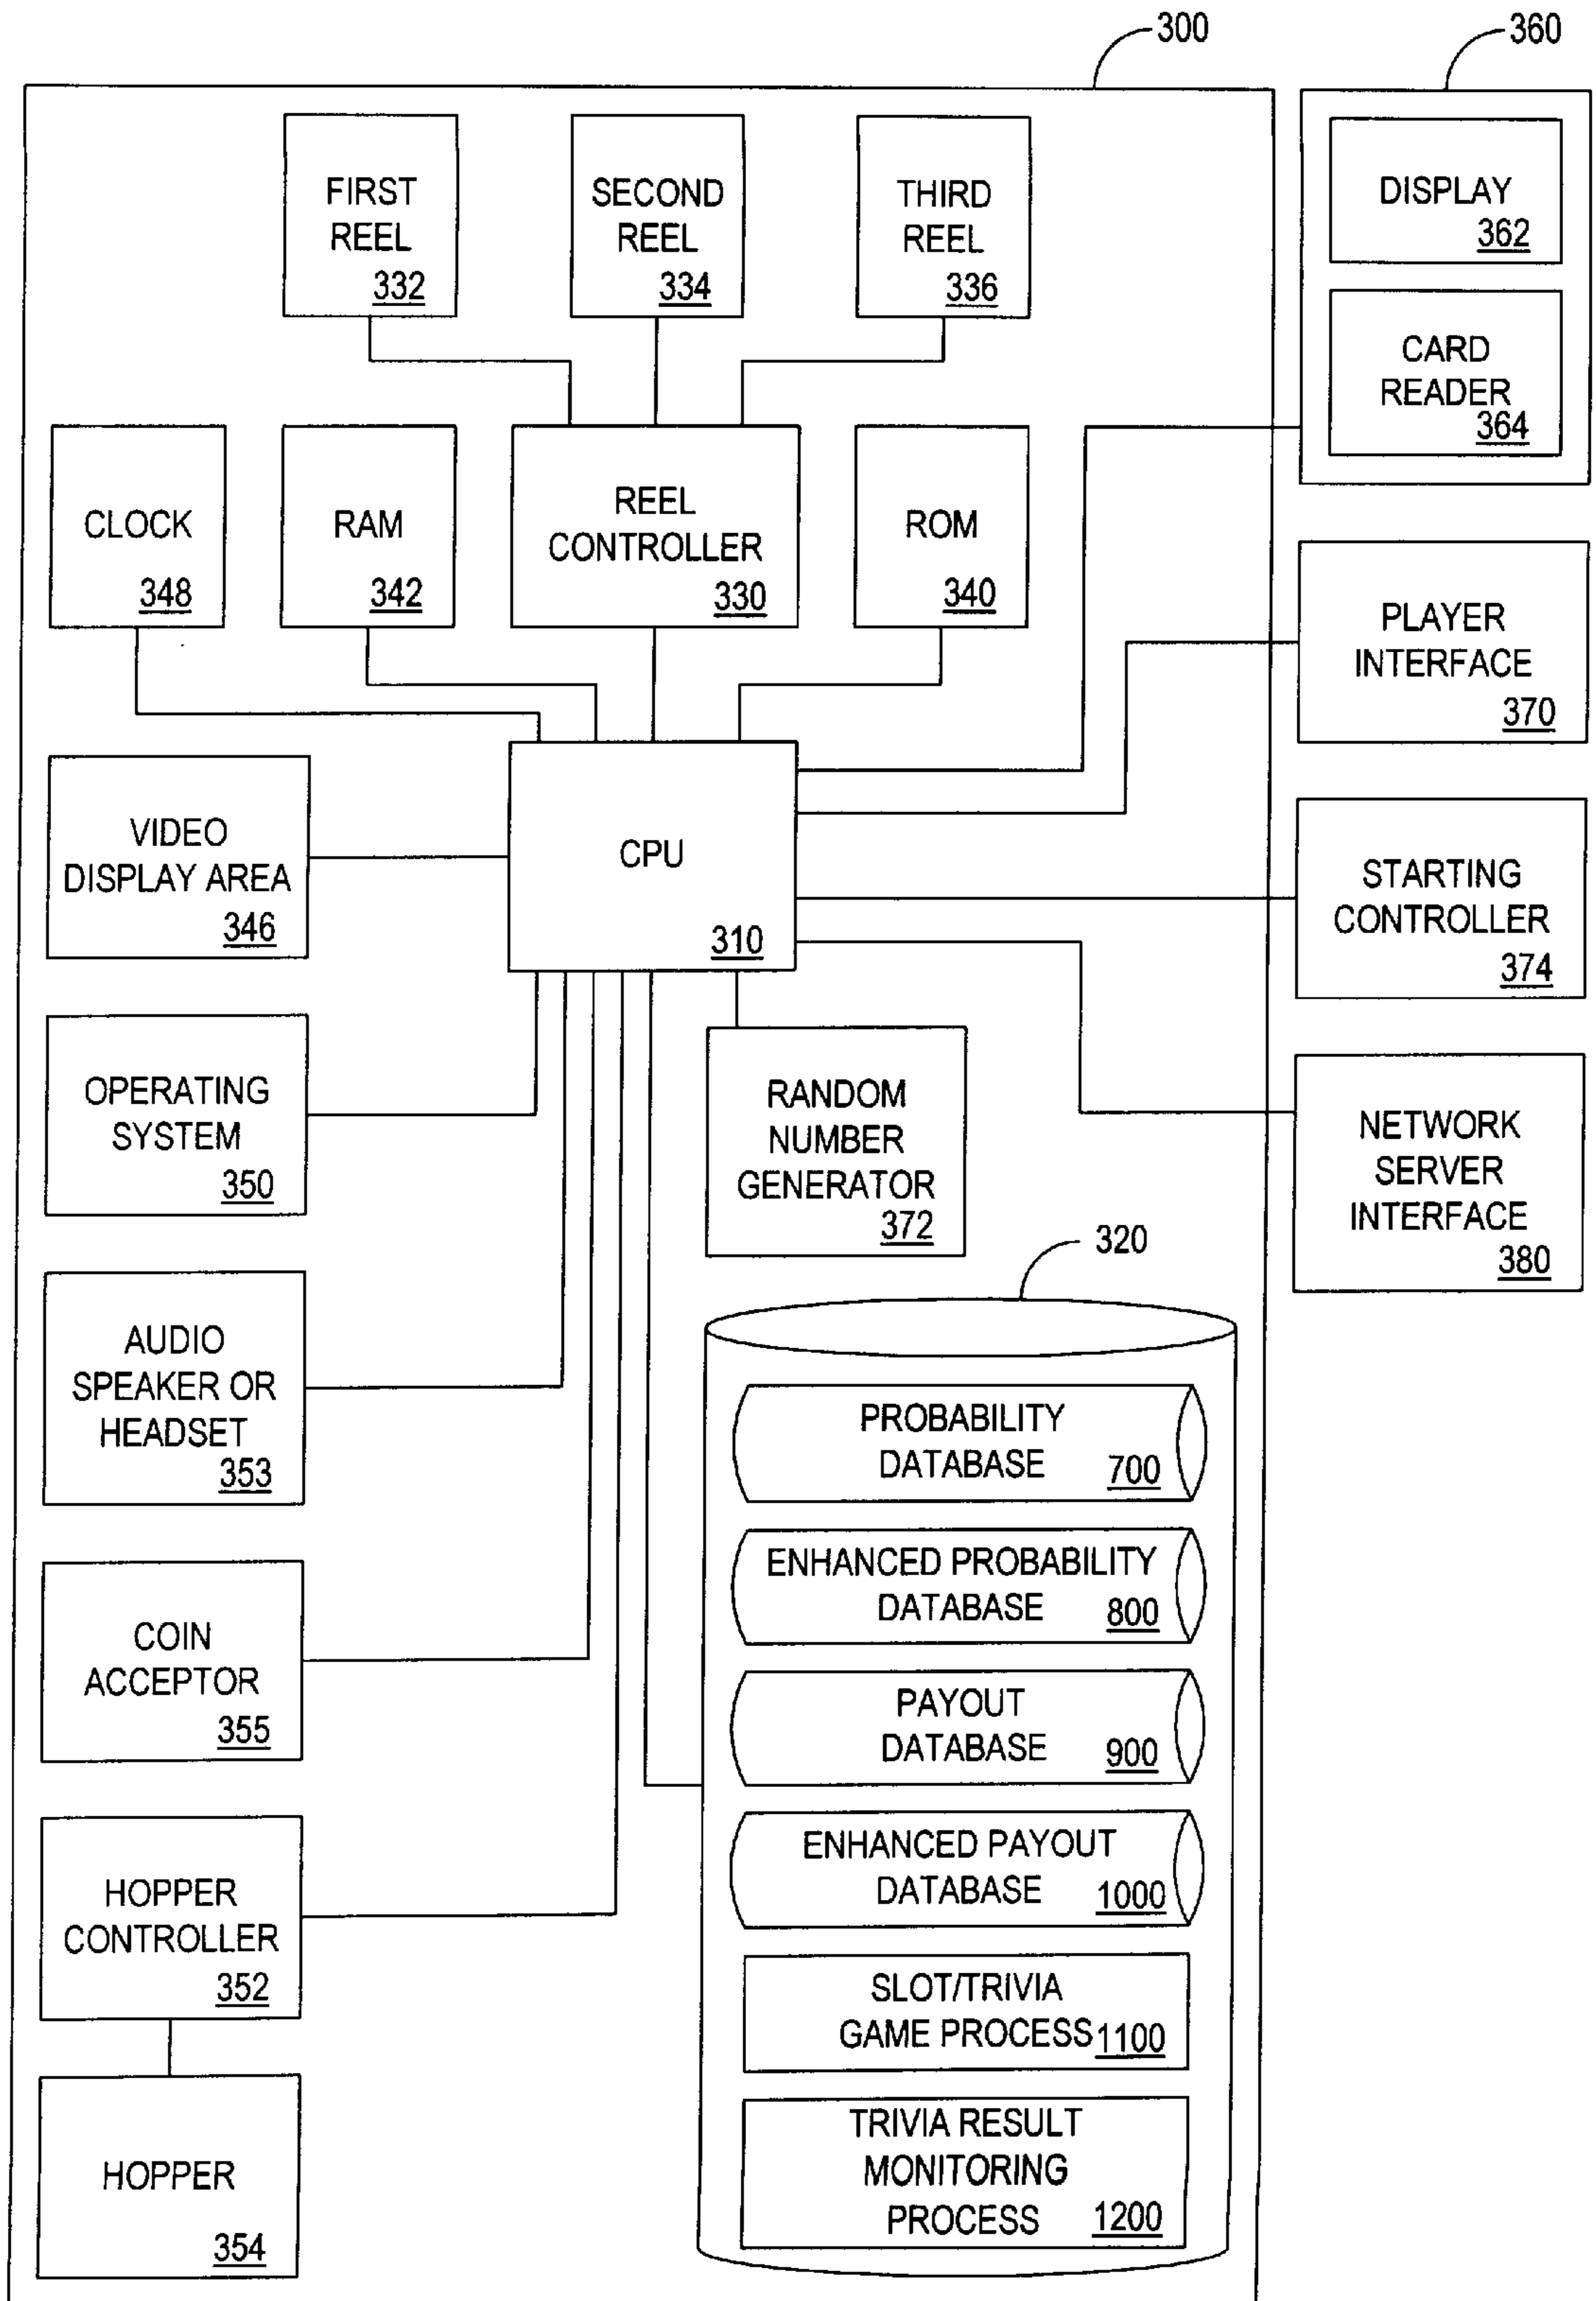 300
360
FIRST
REEL
332
SECOND
REEL
334
THIRD
REEL
336
DISPLAY
362
CARD
READER
364
CLOCK
348
RAM
342
REEL
CONTROLLER
330
ROM
340
PLAYER
INTERFACE
370
VIDEO
DISPLAY AREA
346
CPU
310
STARTING
CONTROLLER
374
OPERATING
SYSTEM
350
RANDOM
NUMBER
GENERATOR
372
NETWORK
SERVER
INTERFACE
380
320
AUDIO
SPEAKER OR
HEADSET
353
PROBABILITY
DATABASE 700
ENHANCED PROBABILITY
DATABASE 800
COIN
ACCEPTOR
355
PAYOUT
DATABASE 900
ENHANCED PAYOUT
DATABASE 1000
HOPPER
CONTROLLER
352
SLOT/TRIVIA
GAME PROCESS 1100
HOPPER
354
TRIVIA RESULT
MONITORING
PROCESS 1200